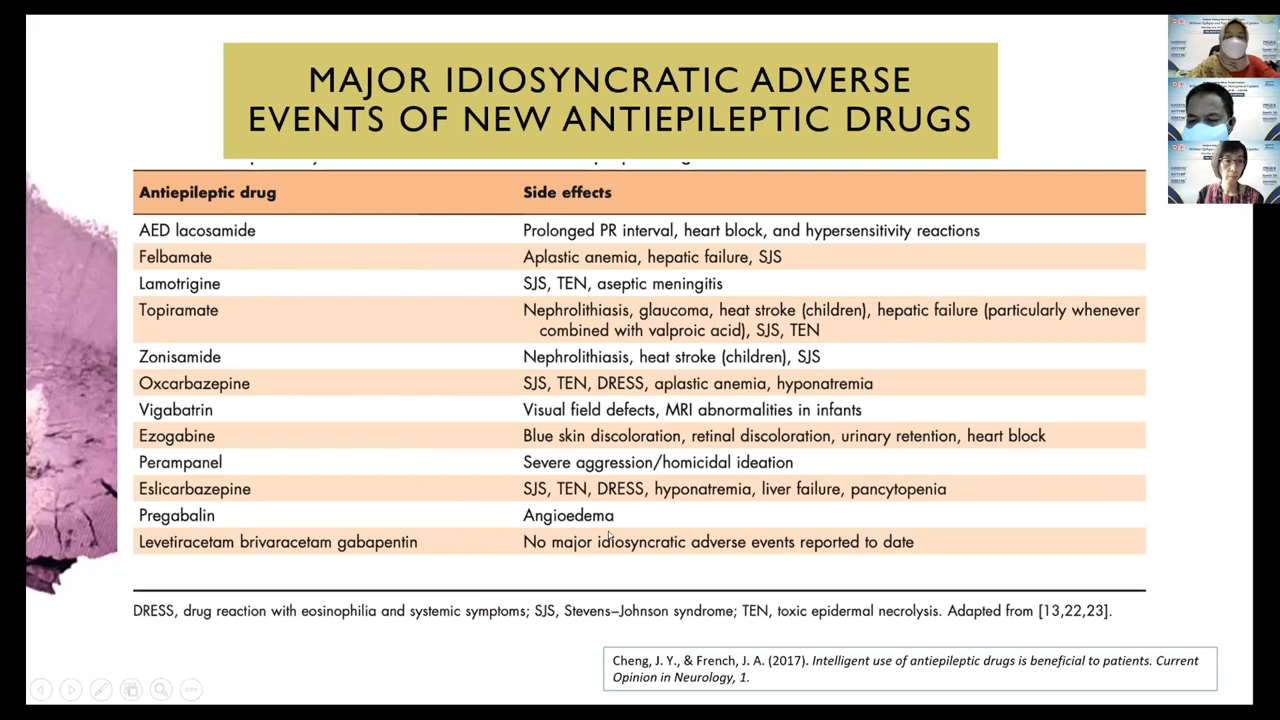 MAJOR IDIOSYNCRATIC ADVERSE
EVENTS OF NEW ANTIEPILEPTIC DRUGS
Antiepileptic drug Side effects
AED lacosamide Prolonged PR interval, heart block, and hypersensitivity reactions
Felbamate Aplastic anemia, hepatic failure, SJS
Lamotrigine SJS, TEN, aseptic meningitis
Topiramate Nephrolithiasis, glaucoma, heat stroke (children), hepatic failure (particularly whenever
combined with valproic acid), SJS, TEN
Zonisamide Nephrolithiasis, heat stroke (children), SJS
Oxcarbazepine SJS, TEN, DRESS, aplastic anemia, hyponatremia
Vigabatrin Visual field defects, MRI abnormalities in infants
Ezogabine Blue skin discoloration, retinal discoloration, urinary retention, heart block
Perampanel Severe aggression/homicidal ideation
Eslicarbazepine SJS, TEN, DRESS, hyponatremia, liver failure, pancytopenia
Pregabalin Angioedema
Levetiracetam brivaracetam gabapentin No major idiosyncratic adverse events reported to date
DRESS, drug reaction with eosinophilia and systemic symptoms; SJS, Stevens–Johnson syndrome; TEN, toxic epidermal necrolysis. Adapted from [13,22,23].
Cheng, J. Y., & French, J. A. (2017). Intelligent use of antiepileptic drugs is beneficial to patients. Current
Opinion in Neurology, 1.